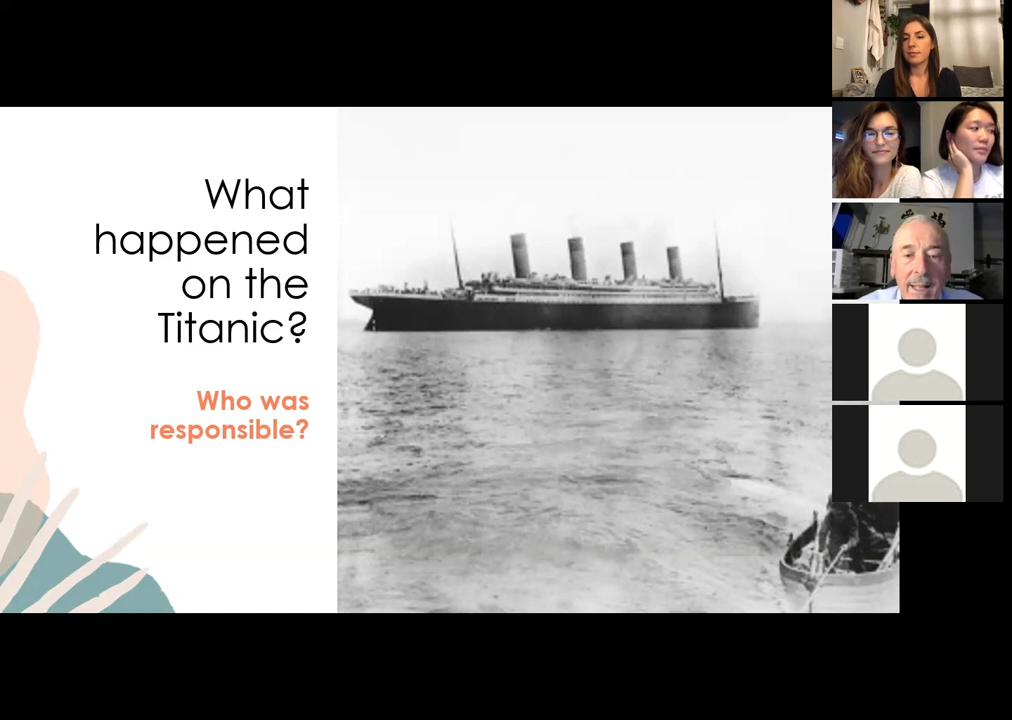 What
happened
on the
Titanic?
Who was
responsible?